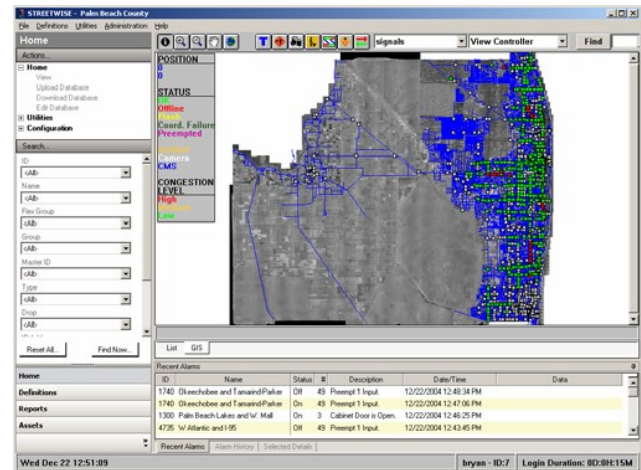 STREETWISE - Palm Beach County
File Definitions Utilities Administration Help
Home
signals View Controller Find
Actions...
Home
View
Upload Database
Download Database
Edit Database
Utilities
Configuration
Search...
ID
<All>
Name
<All>
Flex Group
<All>
Group
<All>
Master ID
<All>
Type
<All>
Drop
<All>
Reset All... Find Now...
Home
Definitions
Reports
Assets
POSITION
0
0
STATUS
OK
Offline
Flash
Coord. Failure
Preempted
Camera
CMS
CONGESTION
LEVEL
High
Low
List GIS
Recent Alarms
ID Name Status # Description Date/Time Data
1740 Okeechobee and Tamarind-Parker Off 49 Preempt 1 Input. 12/22/2004 12:48:34 PM
1740 Okeechobee and Tamarind-Parker On 49 Preempt 1 Input. 12/22/2004 12:47:06 PM
1300 Palm Beach Lakes and W. Mall On 3 Cabinet Door is Open. 12/22/2004 12:46:25 PM
4735 W Atlantic and I-95 Off 49 Preempt 1 Input. 12/22/2004 12:43:45 PM
Recent Alarms Alarm History Selected Details
Wed Dec 22 12:51:09 bryan - ID:7 Login Duration: 0D:0H:15M